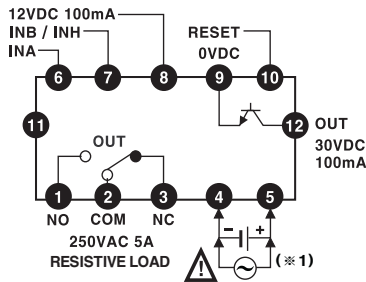 12VDC 100mA
INB / INH
INA
RESET
0VDC
6 7 8 9 10
11
12 OUT
30VDC
100mA
OUT
1 2 3 4 5
NO COM NC
250VAC 5A
RESISTIVE LOAD
- +
(※1)